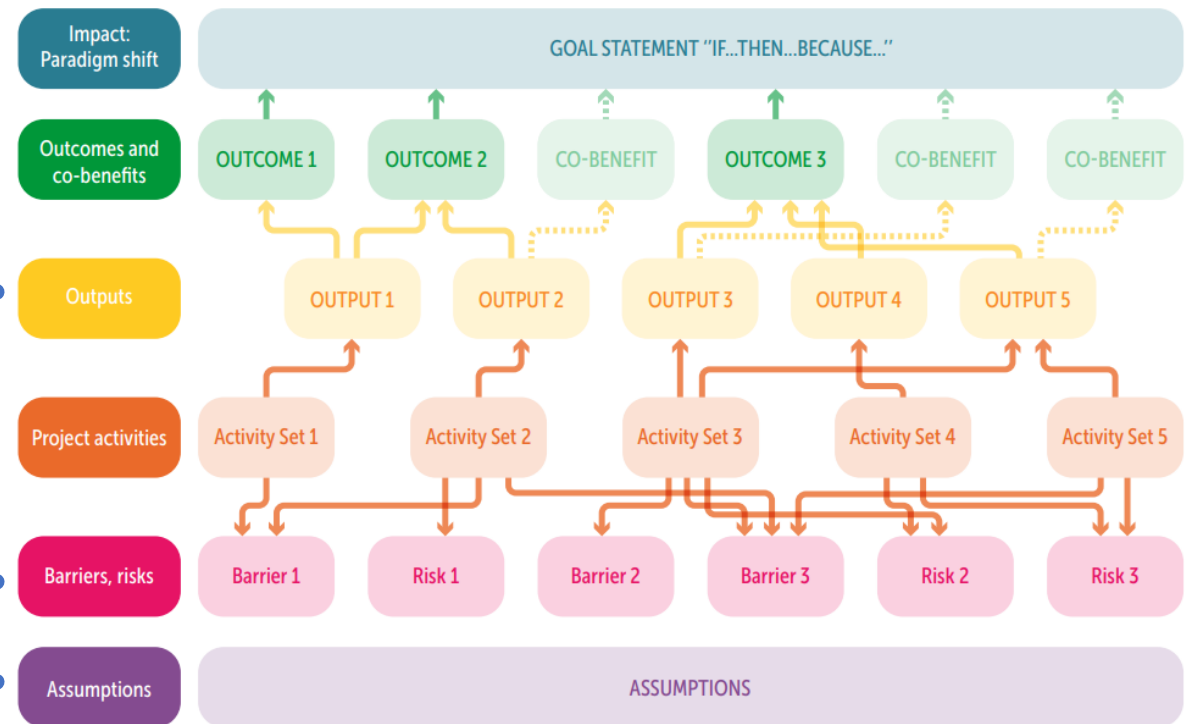 Impact:
Paradigm shift
GOAL STATEMENT "IF...THEN...BECAUSE..."
Outcomes and
co-benefits
OUTCOME 1
OUTCOME 2
CO-BENEFIT
OUTCOME 3
CO-BENEFIT
CO-BENEFIT
Outputs
OUTPUT 1
OUTPUT 2
OUTPUT 3
OUTPUT 4
OUTPUT 5
Project activities
Activity Set 1
Activity Set 2
Activity Set 3
Activity Set 4
Activity Set 5
Barriers, risks
Barrier 1
Risk 1
Barrier 2
Barrier 3
Risk 2
Risk 3
Assumptions
ASSUMPTIONS